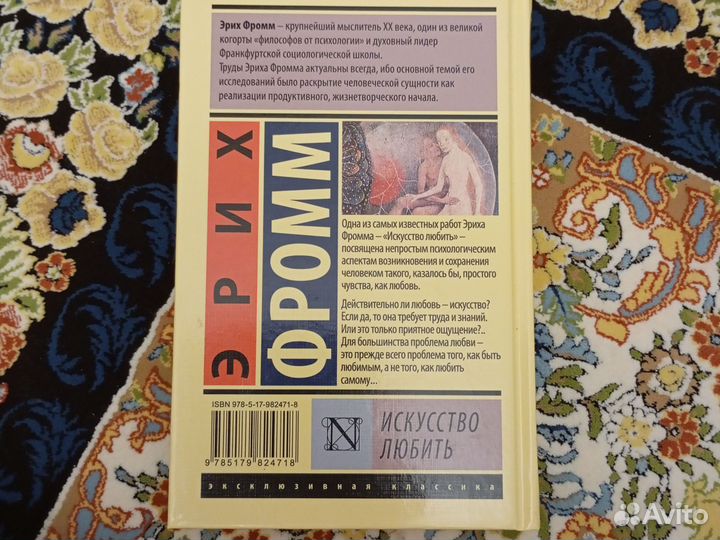 Эрих Фромм – крупнейший мыслитель XX века, один из великой
когорты «философов от психологии» и духовный лидер
Франкфуртской социологической школы.
Труды Эриха Фромма актуальны всегда, ибо основной темой его
исследований было раскрытие человеческой сущности как
реализации продуктивного, жизнетворческого начала.
ЭРИХ
ФРОММ
Одна из самых известных работ Эриха
Фромма – «Искусство любить» –
посвящена непростым психологическим
аспектам возникновения и сохранения
человеком такого, казалось бы, простого
чувства, как любовь.
Действительно ли любовь – искусство?
Если да, то она требует труда и знаний.
Или это только приятное ощущение?..
Для большинства проблема любви –
это прежде всего проблема того, как быть
любимым, а не того, как любить
самому...
ISBN 978-5-17-982471-8
9 785179 824718
N
ИСКУССТВО
ЛЮБИТЬ
эксклюзивная классика
Avito